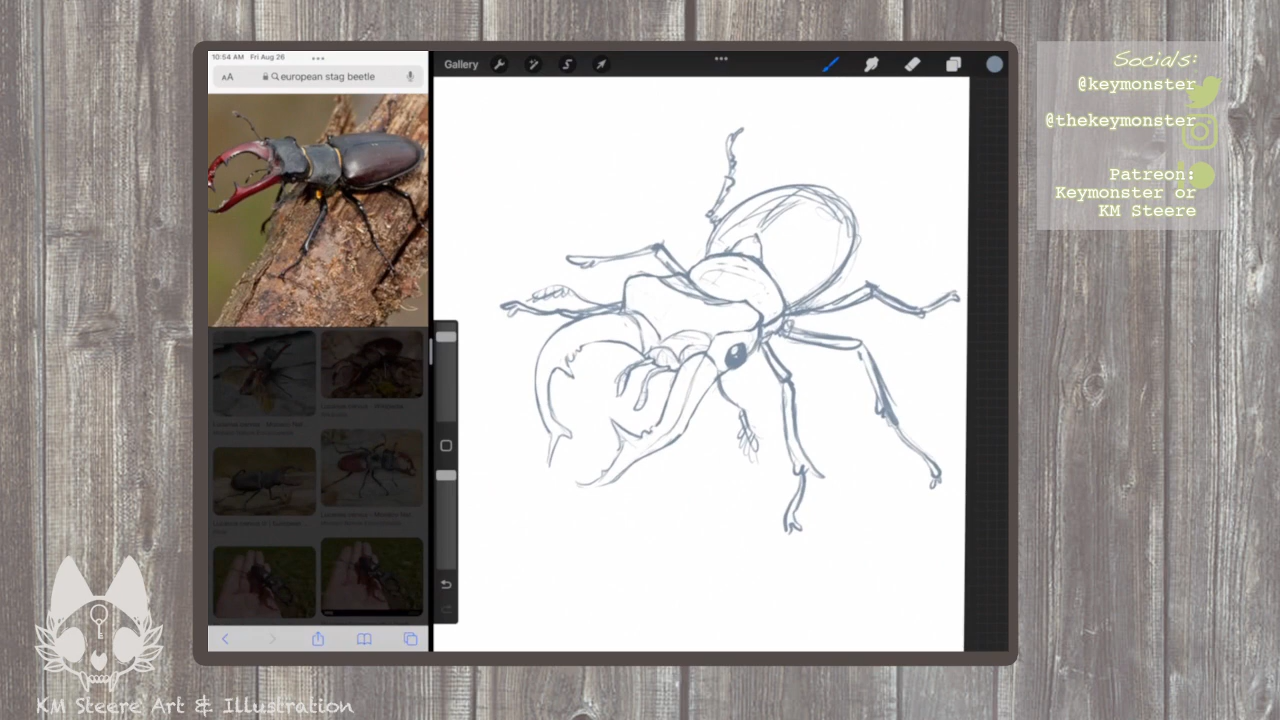 10:54 AM Fri Aug 26
AA european stag beetle
Gallery
Socials:
@keymonster
@thekeymonster
Patreon:
Keymonster or
KM Steere
KM Steere Art & Illustration